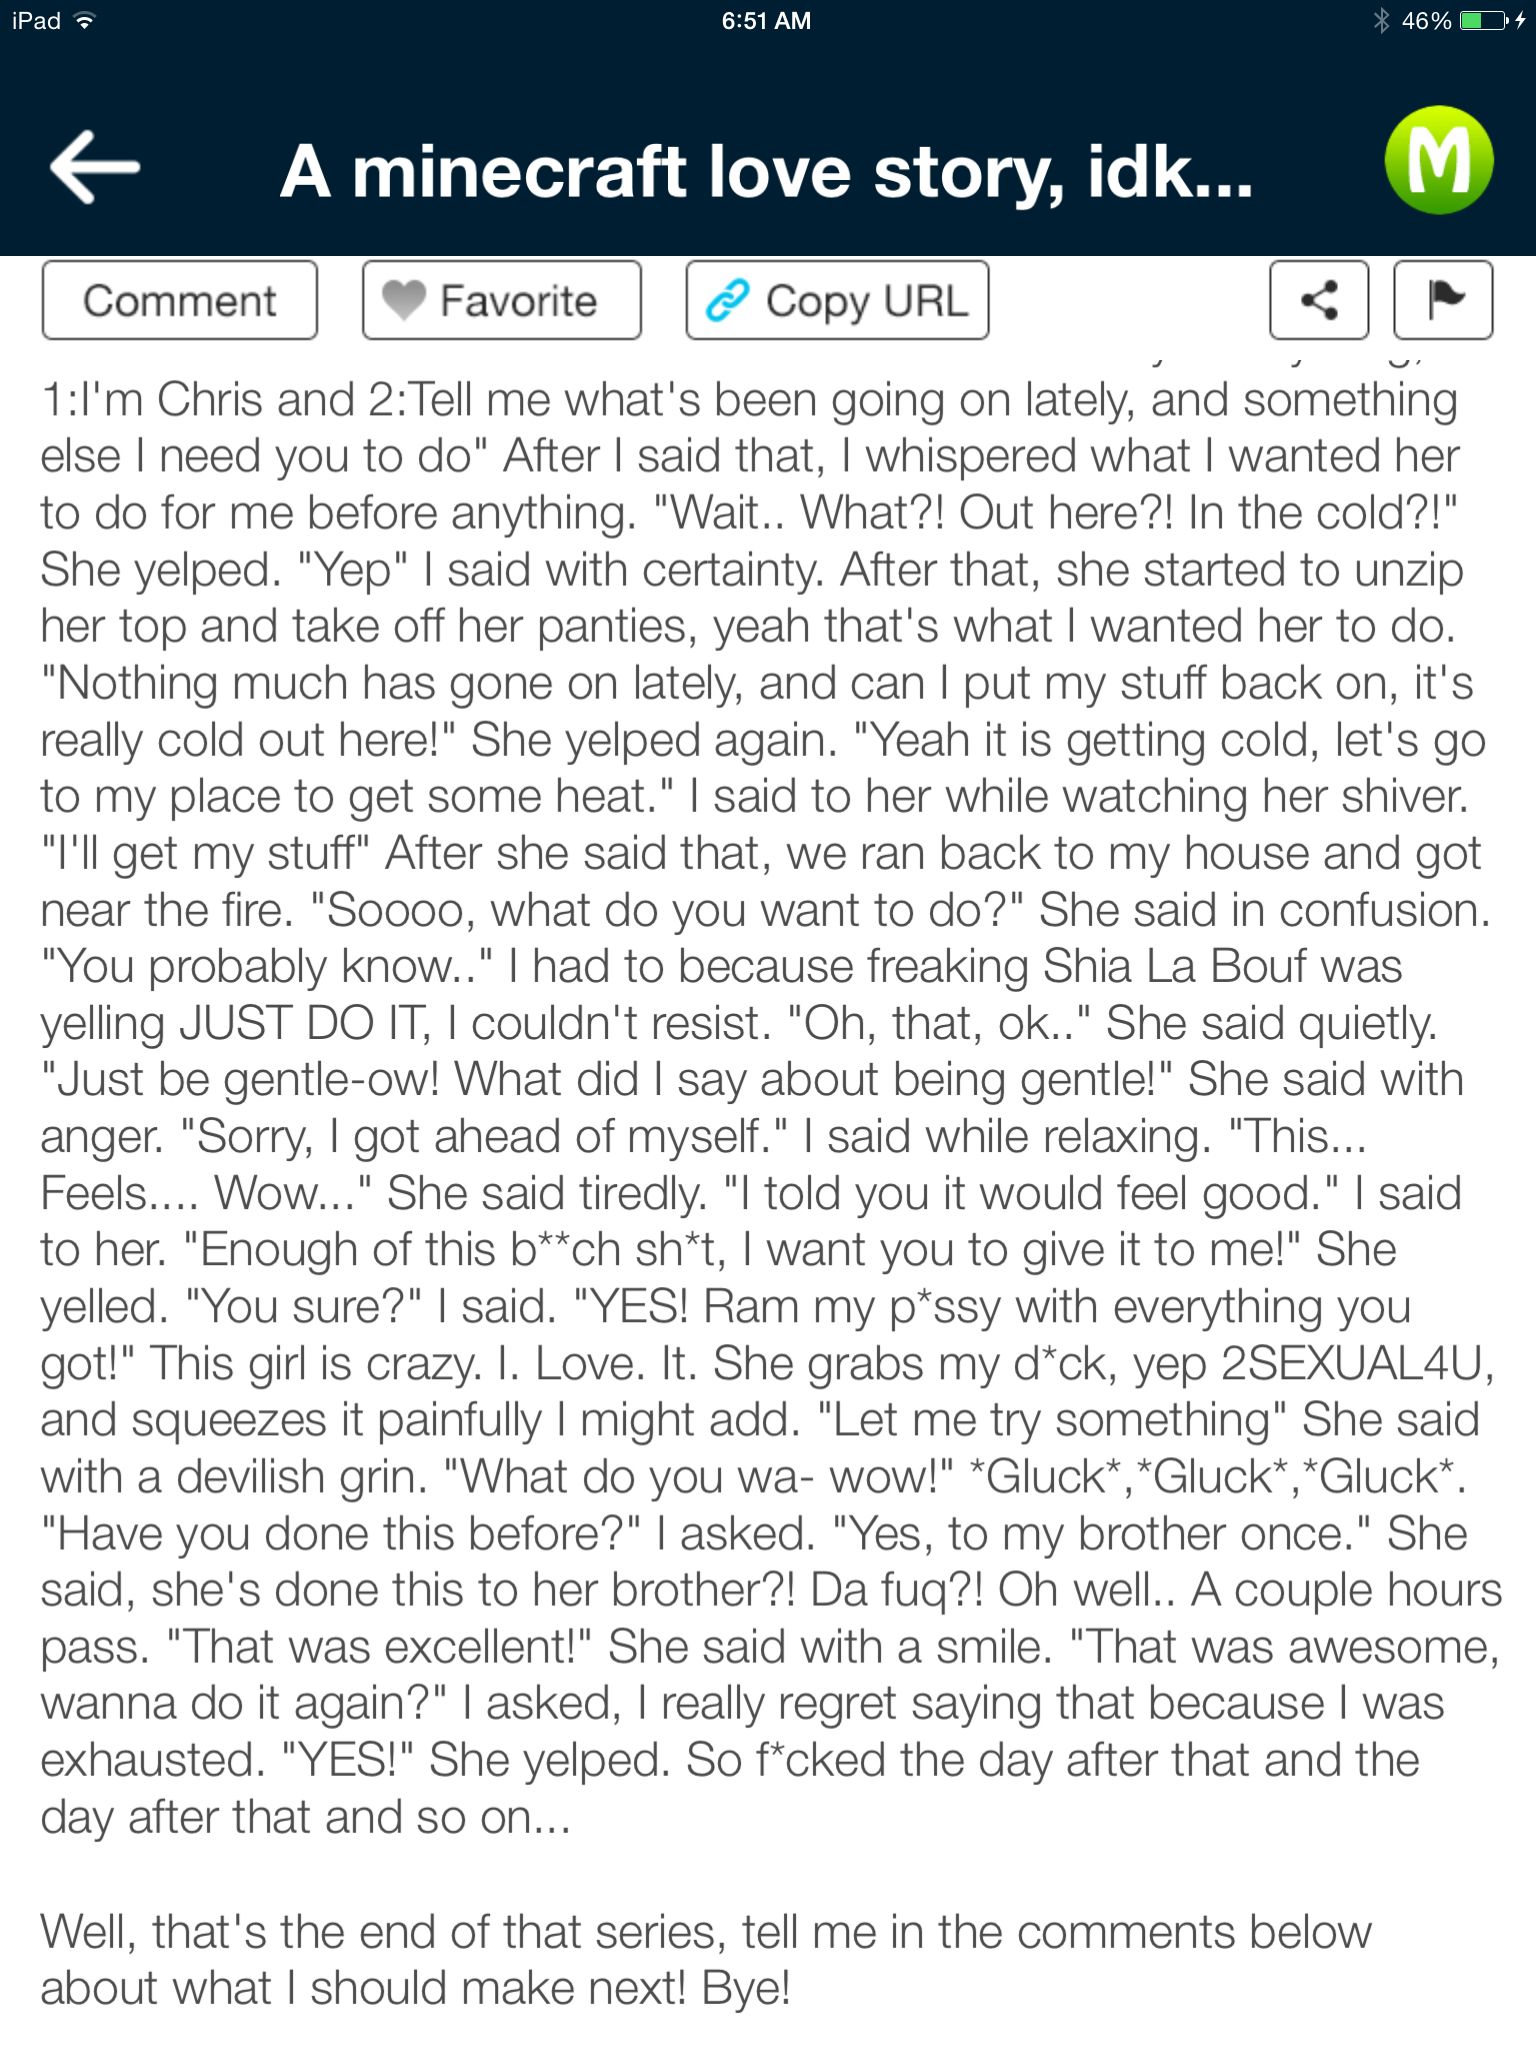 iPad 6:51 AM 46%
A minecraft love story, idk...
M
Comment Favorite Copy URL
1:I'm Chris and 2:Tell me what's been going on lately, and something
else I need you to do" After I said that, I whispered what I wanted her
to do for me before anything. "Wait.. What?! Out here?! In the cold?!"
She yelped. "Yep" I said with certainty. After that, she started to unzip
her top and take off her panties, yeah that's what I wanted her to do.
"Nothing much has gone on lately, and can I put my stuff back on, it's
really cold out here!" She yelped again. "Yeah it is getting cold, let's go
to my place to get some heat." I said to her while watching her shiver.
"I'll get my stuff" After she said that, we ran back to my house and got
near the fire. "Soooo, what do you want to do?" She said in confusion.
"You probably know.." I had to because freaking Shia La Bouf was
yelling JUST DO IT, I couldn't resist. "Oh, that, ok.." She said quietly.
"Just be gentle-ow! What did I say about being gentle!" She said with
anger. "Sorry, I got ahead of myself." I said while relaxing. "This...
Feels.... Wow..." She said tiredly. "I told you it would feel good." I said
to her. "Enough of this b**ch sh*t, I want you to give it to me!" She
yelled. "You sure?" I said. "YES! Ram my p*ssy with everything you
got!" This girl is crazy. I. Love. It. She grabs my d*ck, yep 2SEXUAL4U,
and squeezes it painfully I might add. "Let me try something" She said
with a devilish grin. "What do you wa- wow!" *Gluck*,*Gluck*,*Gluck*.
"Have you done this before?" I asked. "Yes, to my brother once." She
said, she's done this to her brother?! Da fuq?! Oh well.. A couple hours
pass. "That was excellent!" She said with a smile. "That was awesome,
wanna do it again?" I asked, I really regret saying that because I was
exhausted. "YES!" She yelped. So f*cked the day after that and the
day after that and so on...
Well, that's the end of that series, tell me in the comments below
about what I should make next! Bye!